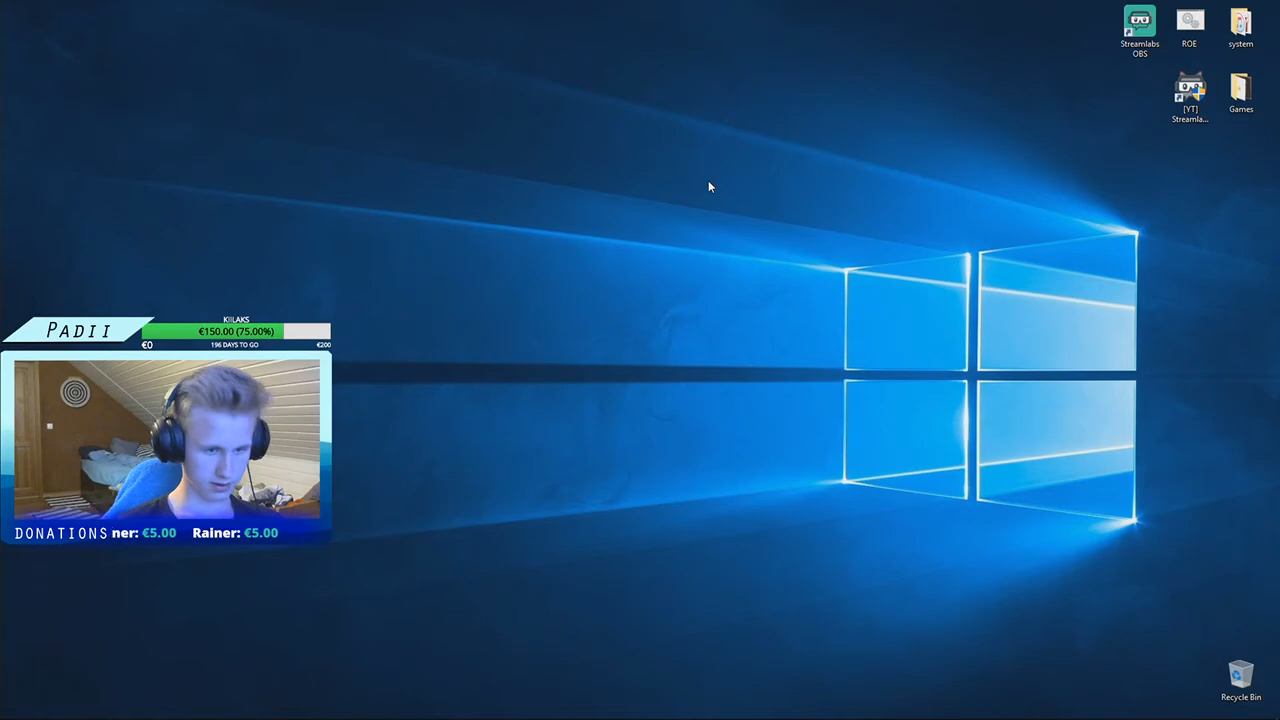 Streamlabs
OBS
ROE
system
[YT]
Streamla...
Games
Padii
KIILAKS
€150.00 (75.00%)
€0
196 DAYS TO GO
€200
DONATIONS ner: €5.00 Rainer: €5.00
Recycle Bin